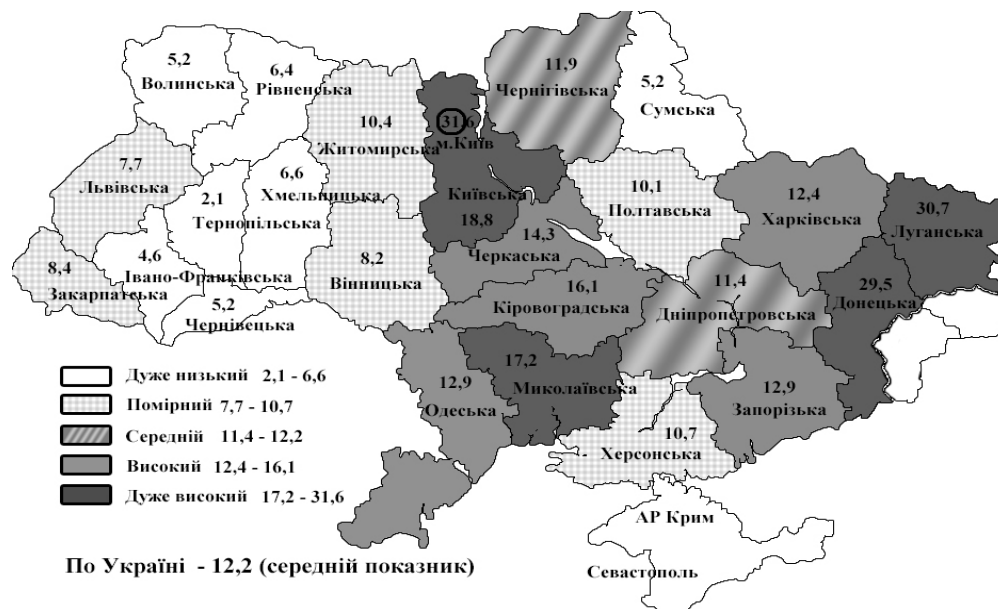 5,2
Волинська
6,4
Рівненська
10,4
Житомирська
31,6
м.Київ
Київська
18,8
11,9
Чернігівська
5,2
Сумська
7,7
Львівська
2,1
Тернопільська
6,6
Хмельницька
10,1
Полтавська
12,4
Харківська
30,7
Луганська
8,4
Закарпатська
4,6
Івано-Франківська
5,2
Чернівецька
8,2
Вінницька
14,3
Черкаська
16,1
Кіровоградська
11,4
Дніпропетровська
29,5
Донецька
12,9
Одеська
17,2
Миколаївська
12,9
Запорізька
10,7
Херсонська
АР Крим
Севастополь
Дуже низький 2,1 - 6,6
Помірний 7,7 - 10,7
Середній 11,4 - 12,2
Високий 12,4 - 16,1
Дуже високий 17,2 - 31,6
По Україні - 12,2 (середній показник)